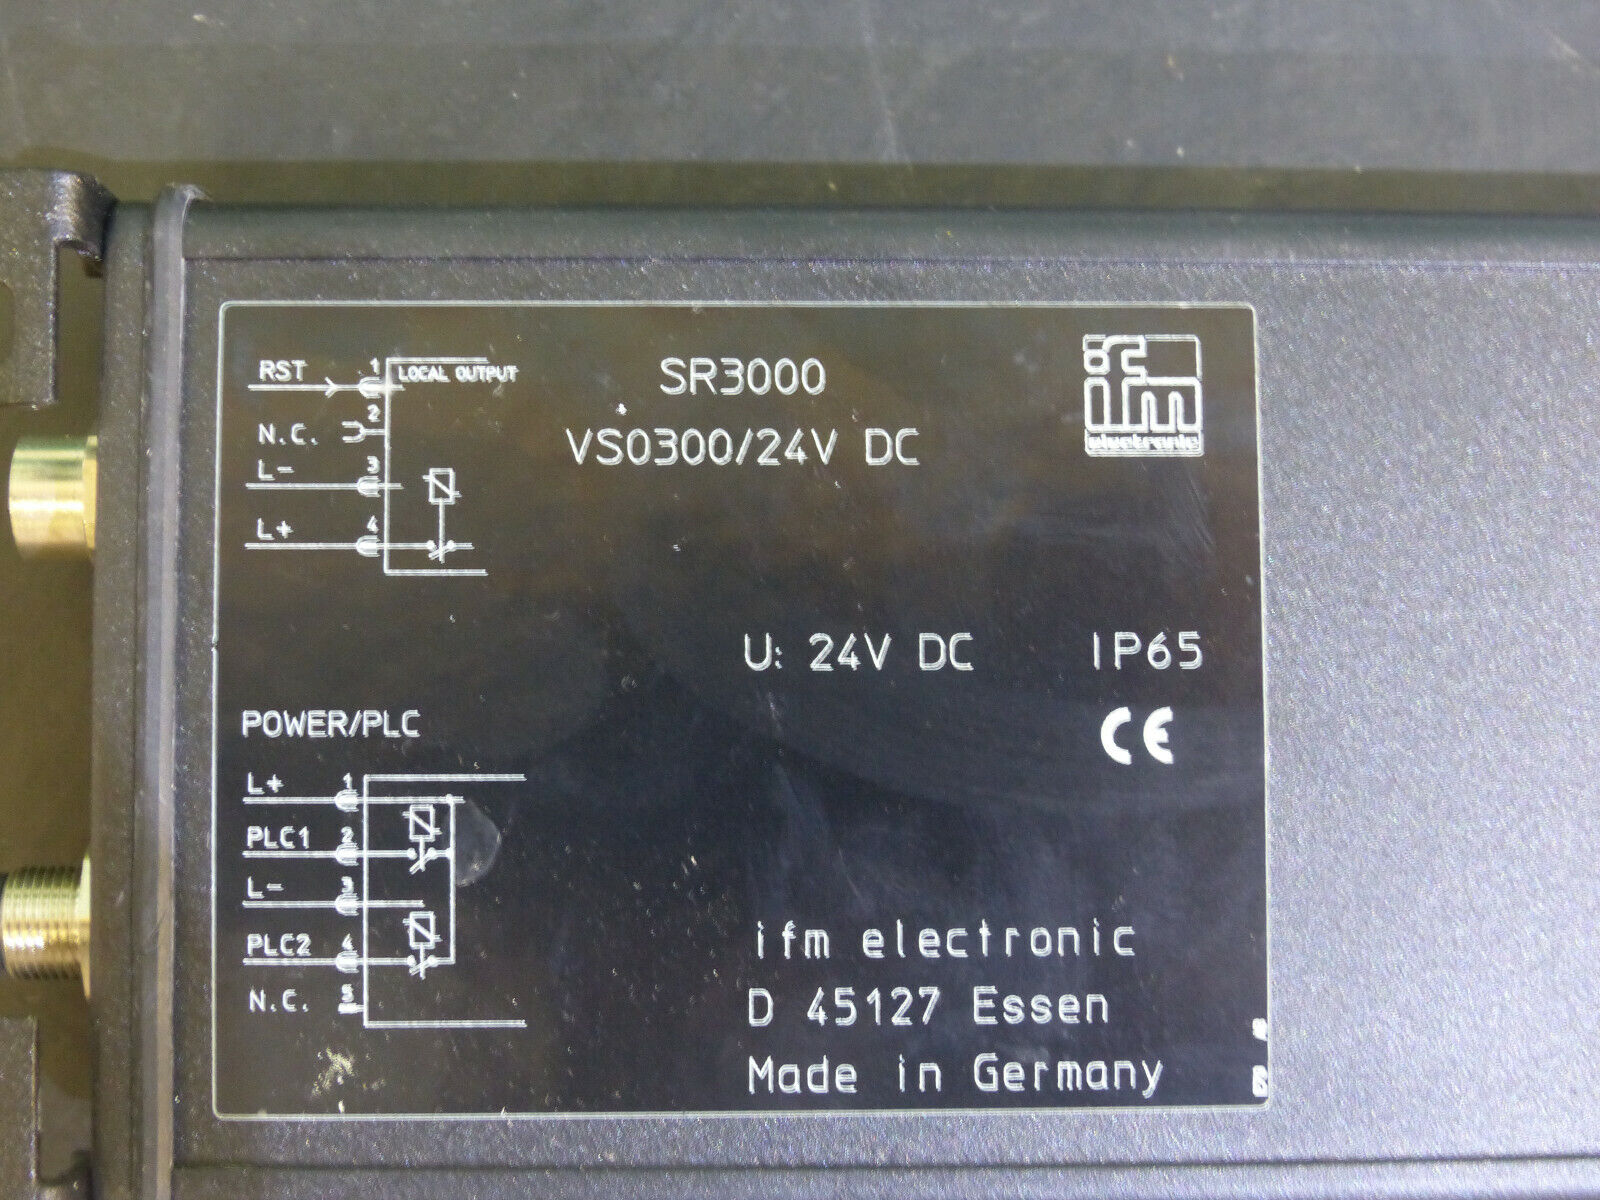 RST 1 LOCAL OUTPUT
2
N.C.
L- 3
L+ 4
SR3000
VS0300/24V DC
ifm
electronic
U: 24V DC IP65
CE
POWER/PLC
L+ 1
PLC1 2
L- 3
PLC2 4
N.C. 5
ifm electronic
D 45127 Essen
Made in Germany